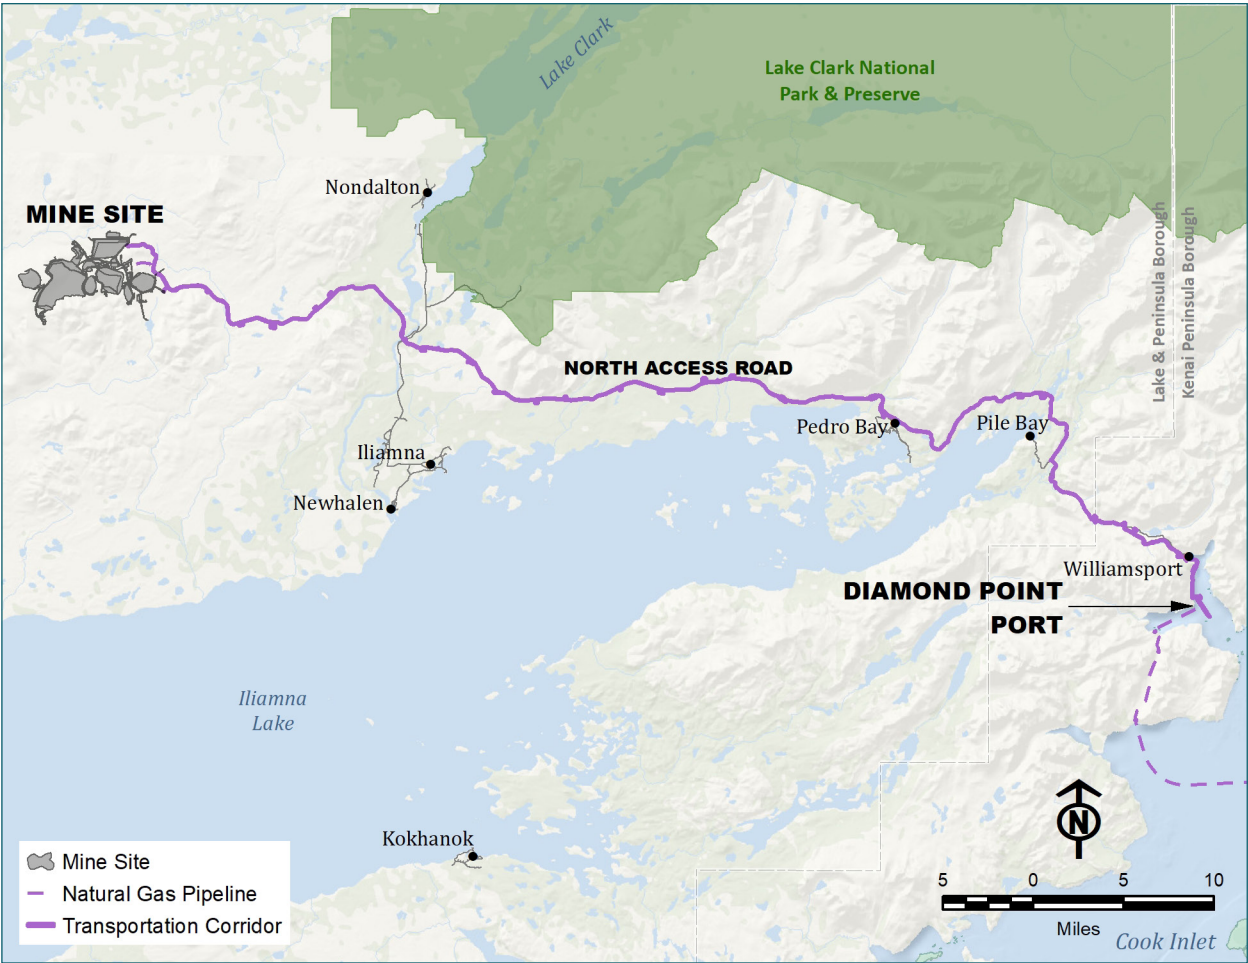 Lake Clark
Lake Clark National
Park & Preserve
Nondalton
MINE SITE
Lake & Peninsula Borough
Kenai Peninsula Borough
NORTH ACCESS ROAD
Pedro Bay
Pile Bay
Iliamna
Newhalen
Williamsport
DIAMOND POINT
PORT
Iliamna
Lake
Kokhanok
N
Mine Site
Natural Gas Pipeline
Transportation Corridor
5 0 5 10
Miles
Cook Inlet